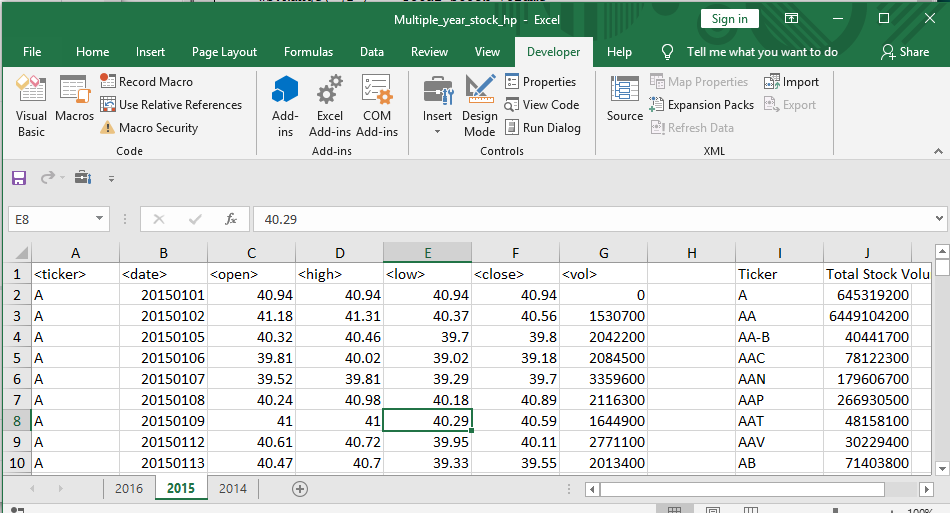 Multiple_year_stock_hp - Excel Sign in
File Home Insert Page Layout Formulas Data Review View Developer Help Tell me what you want to do Share
Visual Basic Macros Record Macro Use Relative References Macro Security
Add-ins Excel Add-ins COM Add-ins
Insert Design Mode Properties View Code Run Dialog
Source Map Properties Expansion Packs Refresh Data Import Export
Code Add-ins Controls XML
E8 fx 40.29
A B C D E F G H I J
1 <ticker> <date> <open> <high> <low> <close> <vol> Ticker Total Stock Volu
2 A 20150101 40.94 40.94 40.94 40.94 0 A 645319200
3 A 20150102 41.18 41.31 40.37 40.56 1530700 AA 6449104200
4 A 20150105 40.32 40.46 39.7 39.8 2042200 AA-B 40441700
5 A 20150106 39.81 40.02 39.02 39.18 2084500 AAC 78122300
6 A 20150107 39.52 39.81 39.29 39.7 3359600 AAN 179606700
7 A 20150108 40.24 40.98 40.18 40.89 2116300 AAP 266930500
8 A 20150109 41 41 40.29 40.59 1644900 AAT 48158100
9 A 20150112 40.61 40.72 39.95 40.11 2771100 AAV 30229400
10 A 20150113 40.47 40.7 39.33 39.55 2013400 AB 71403800
2016 2015 2014
100%